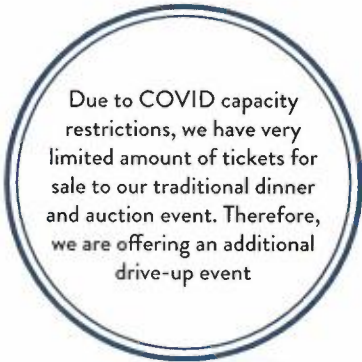 Due to COVID capacity
restrictions, we have very
limited amount of tickets for
sale to our traditional dinner
and auction event. Therefore,
we are offering an additional
drive-up event